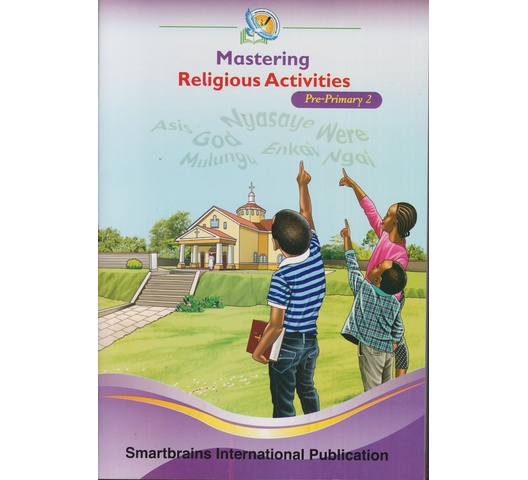 Mastering
Religious Activities
Pre-Primary 2
Asis God Nyasaye Were
Mulungu Enkai Ngai
Smartbrains International Publication